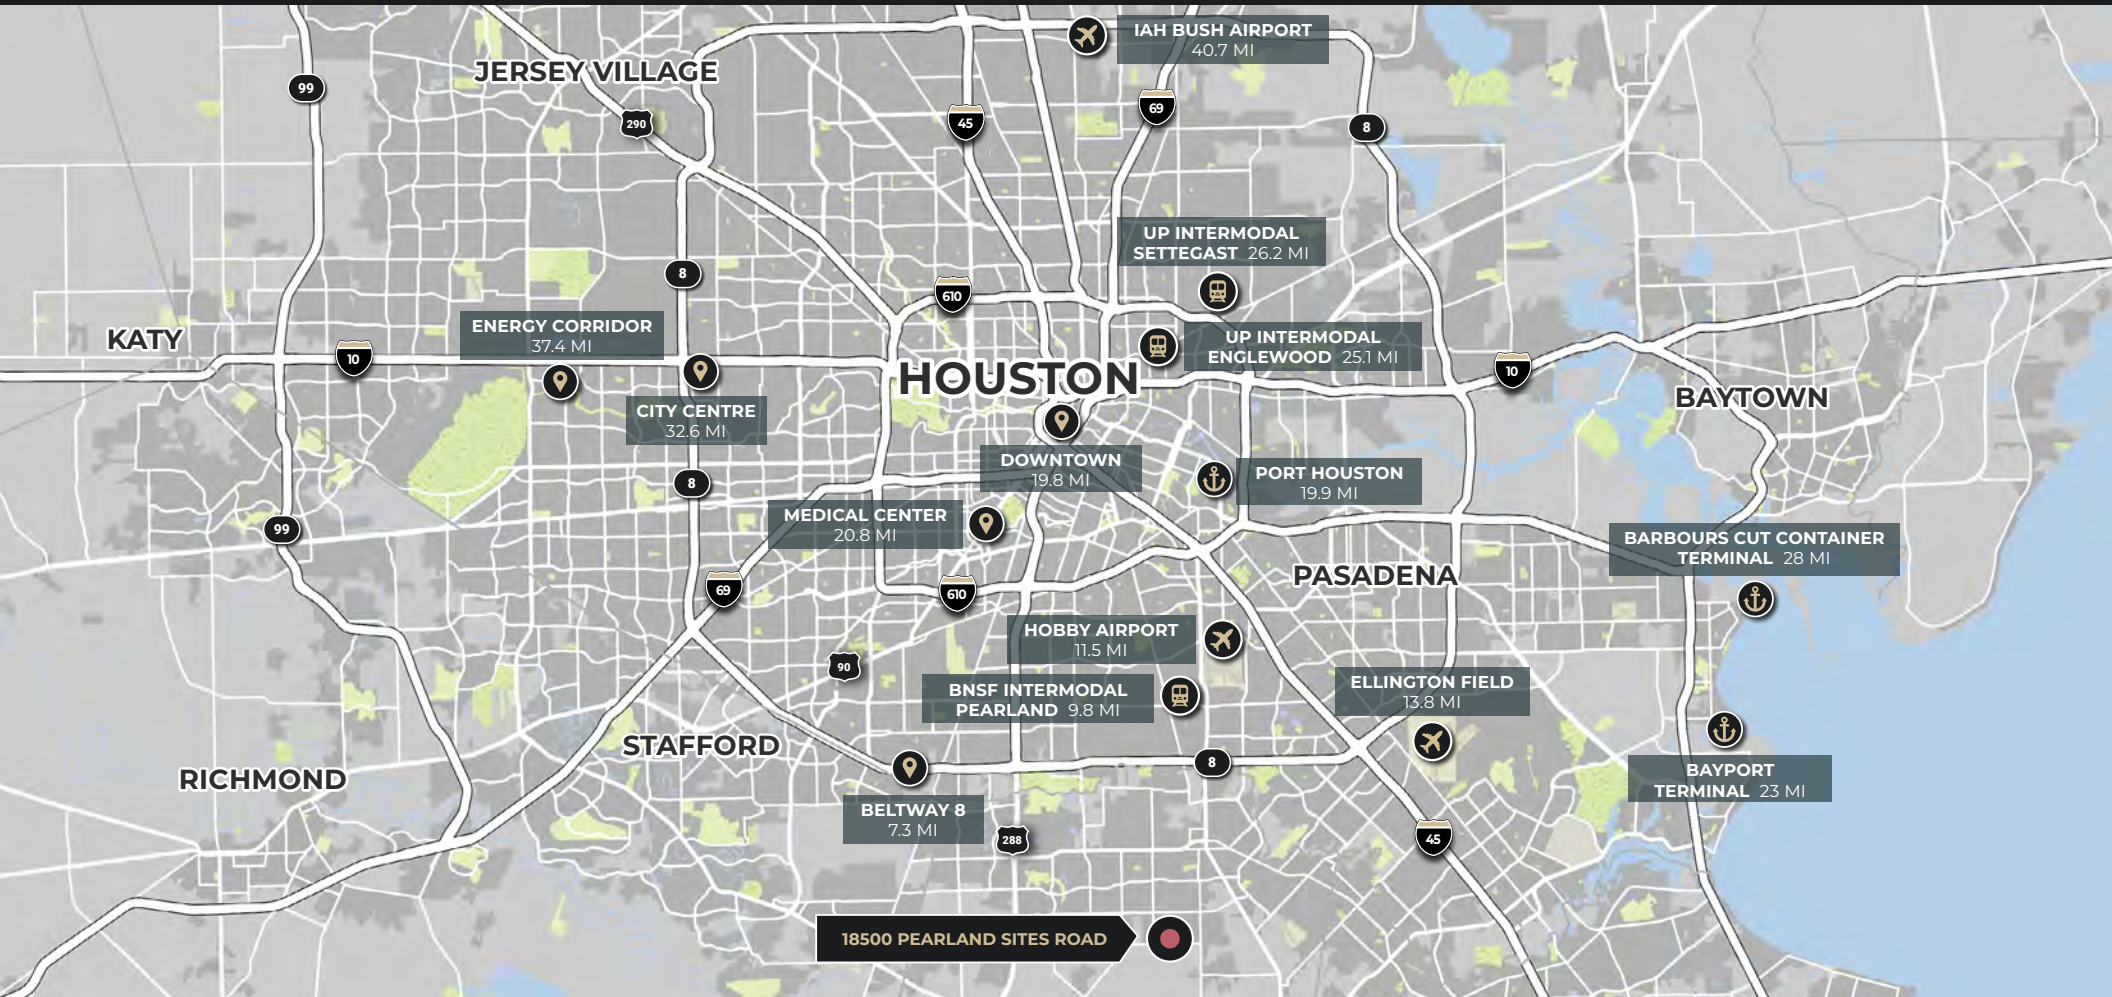 IAH BUSH AIRPORT
40.7 MI
JERSEY VILLAGE
99
290
45
69
8
UP INTERMODAL
SETTEGAST 26.2 MI
8
610
ENERGY CORRIDOR
37.4 MI
KATY
10
UP INTERMODAL
ENGLEWOOD 25.1 MI
HOUSTON
10
BAYTOWN
CITY CENTRE
32.6 MI
DOWNTOWN
19.8 MI
PORT HOUSTON
19.9 MI
8
MEDICAL CENTER
20.8 MI
99
BARBOURS CUT CONTAINER
TERMINAL 28 MI
PASADENA
69
610
HOBBY AIRPORT
11.5 MI
90
BNSF INTERMODAL
PEARLAND 9.8 MI
ELLINGTON FIELD
13.8 MI
STAFFORD
RICHMOND
8
BAYPORT
TERMINAL 23 MI
BELTWAY 8
7.3 MI
288
45
18500 PEARLAND SITES ROAD